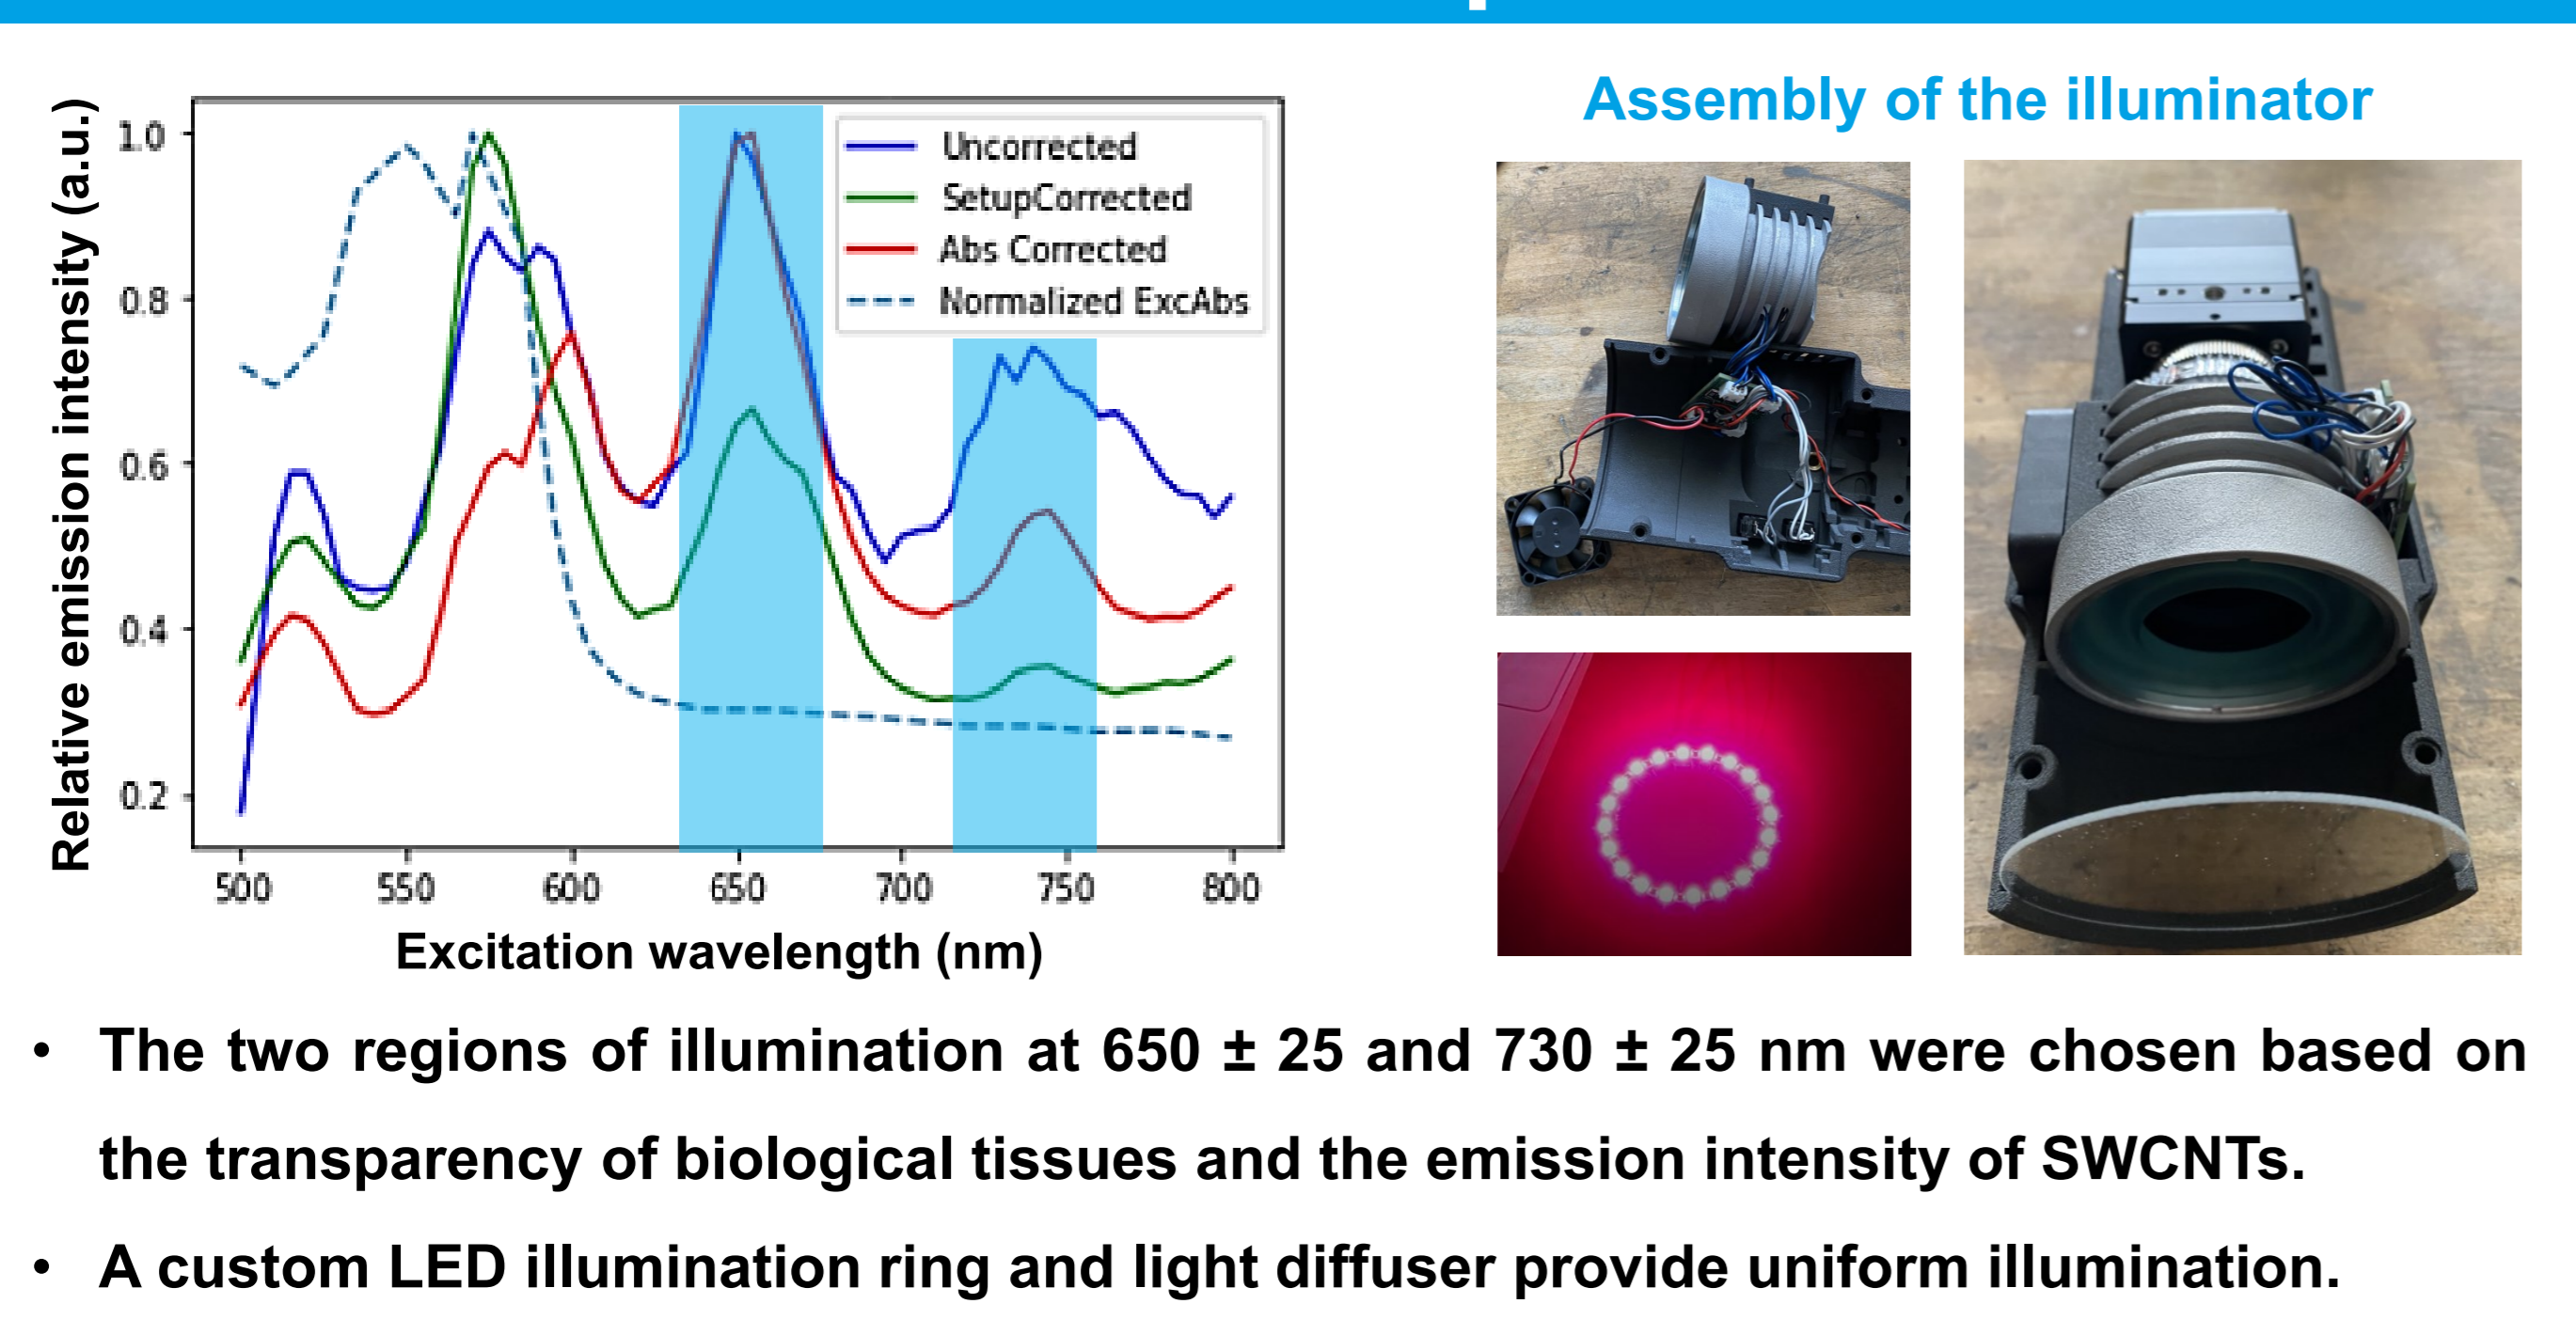 Assembly of the illuminator
Relative emission intensity (a.u.)
1.0
0.8
0.6
0.4
0.2
Uncorrected
SetupCorrected
Abs Corrected
Normalized ExcAbs
500 550 600 650 700 750 800
Excitation wavelength (nm)
• The two regions of illumination at 650 ± 25 and 730 ± 25 nm were chosen based on
the transparency of biological tissues and the emission intensity of SWCNTs.
• A custom LED illumination ring and light diffuser provide uniform illumination.